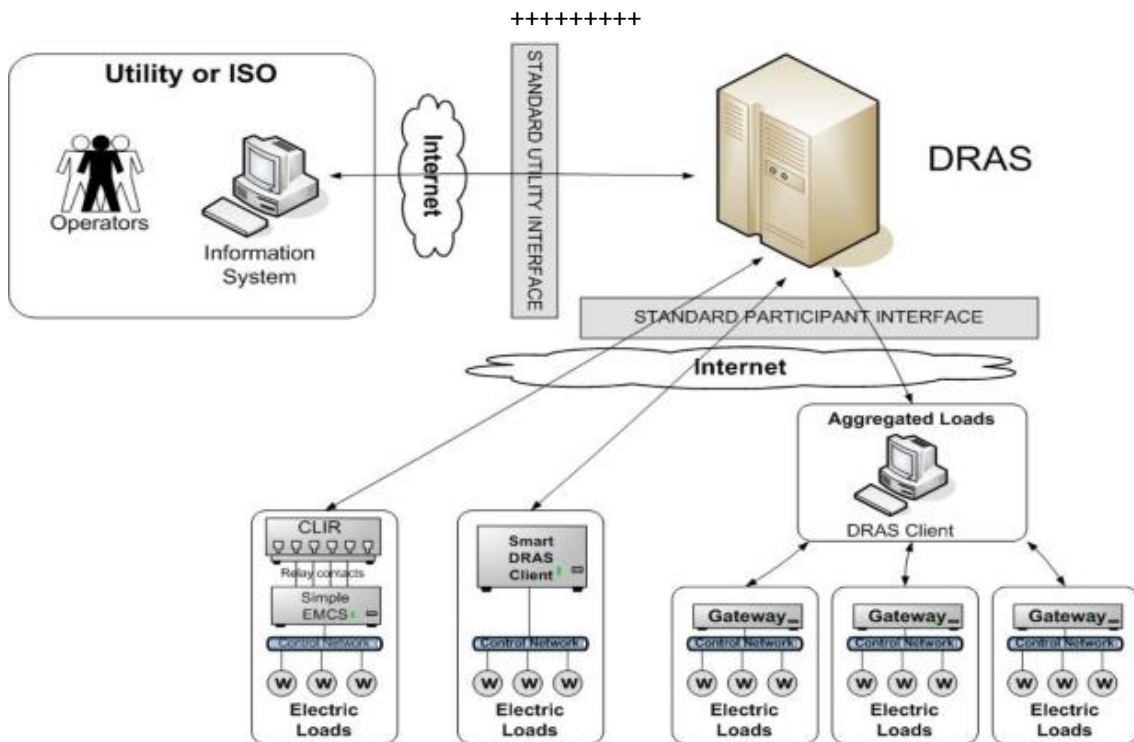 +++++++++
Utility or ISO
Operators
Information
System
Internet
STANDARD UTILITY INTERFACE
DRAS
STANDARD PARTICIPANT INTERFACE
Internet
Aggregated Loads
DRAS Client
CLIR
Relay contacts
Simple
EMCS
Control Network
W W W
Electric
Loads
Smart
DRAS
Client
Control Network
W W W
Electric
Loads
Gateway
Control Network
W W W
Electric
Loads
Gateway
Control Network
W W W
Electric
Loads
Gateway
Control Network
W W W
Electric
Loads